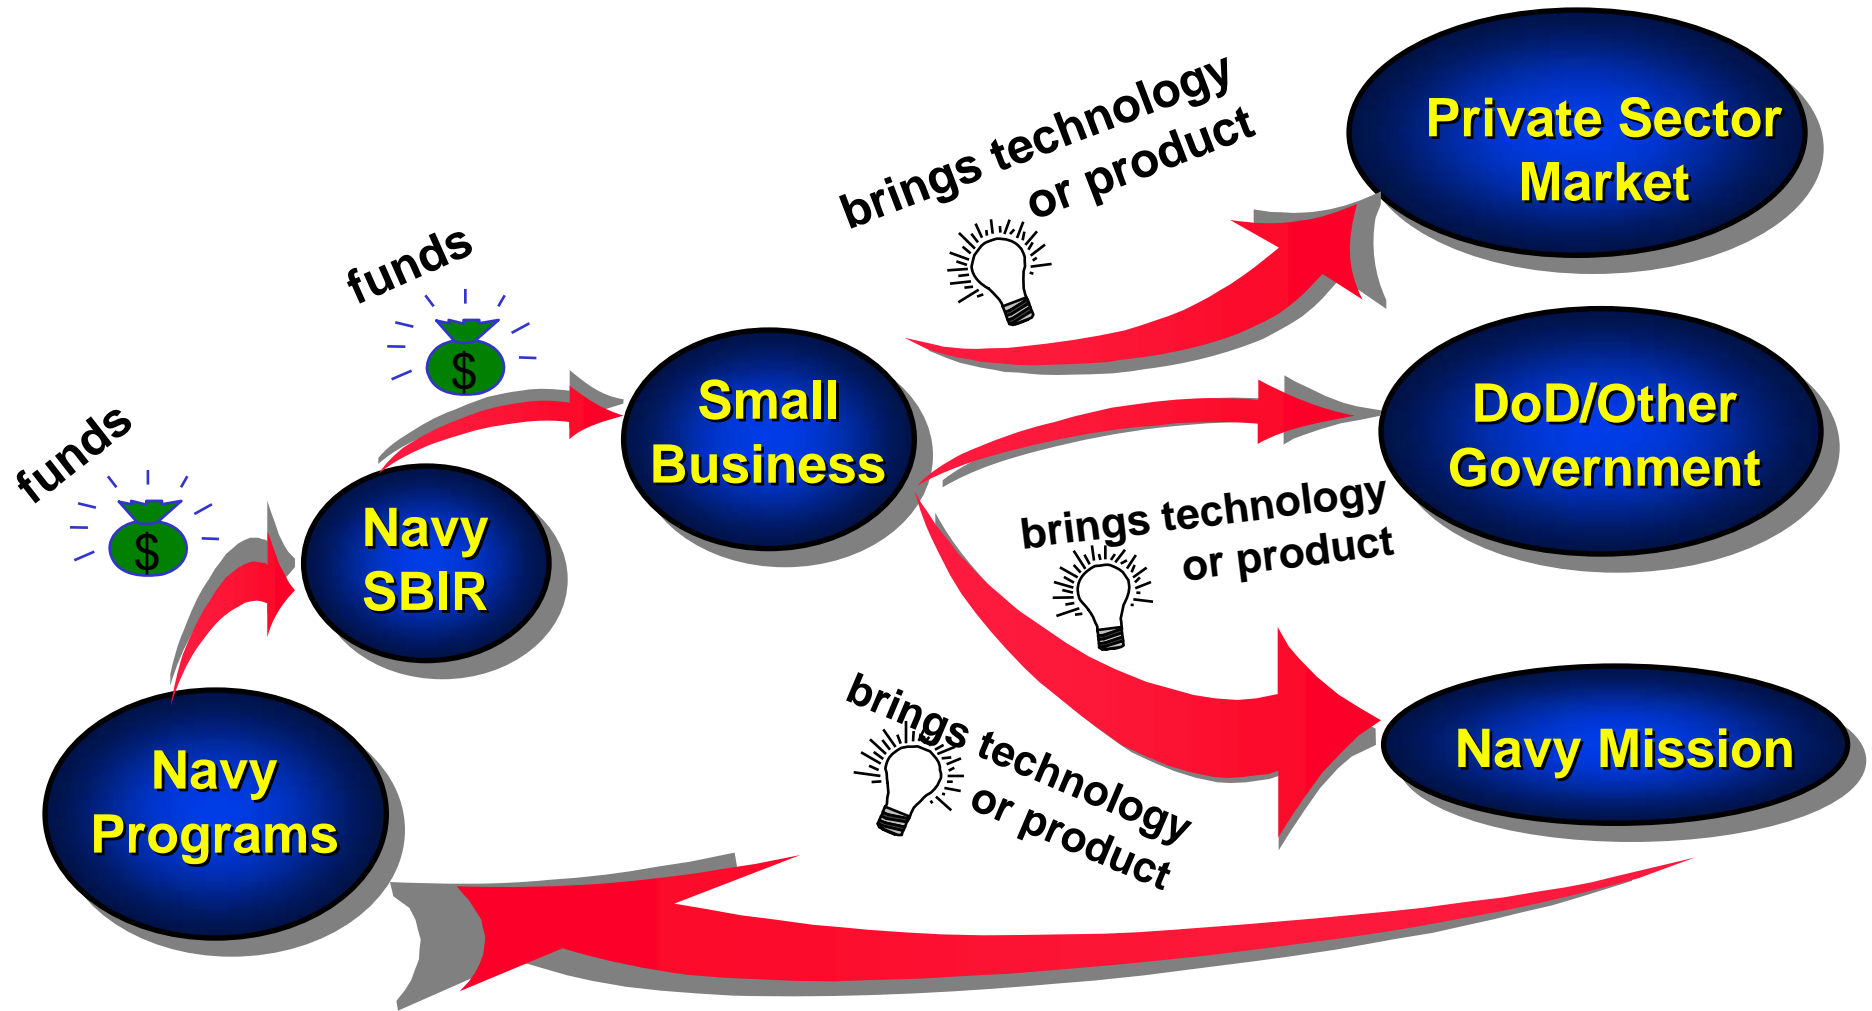 brings technology
or product
Private Sector
Market
funds
$
funds
$
Small
Business
DoD/Other
Government
Navy
SBIR
brings technology
or product
Navy
Programs
brings technology
or product
Navy Mission